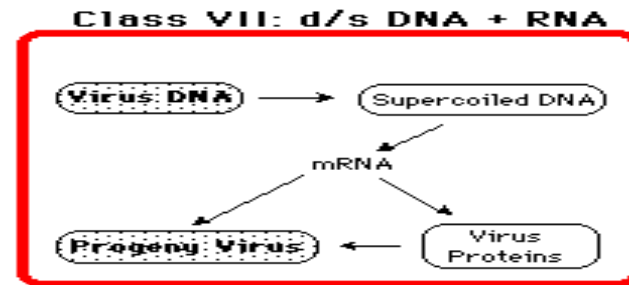 Class VII: d/s DNA + RNA
Virus DNA
Supercoiled DNA
mRNA
Progeny Virus
Virus
Proteins